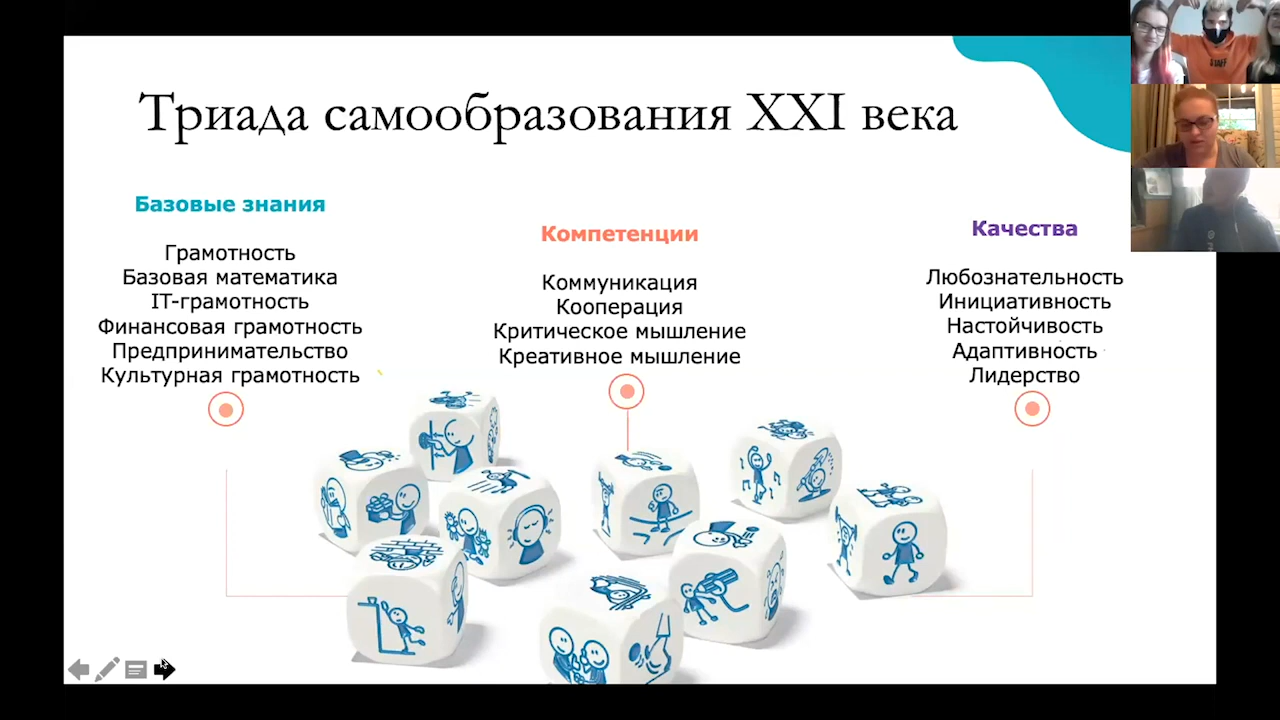 Триада самообразования XXI века
Базовые знания
Грамотность
Базовая математика
IT-грамотность
Финансовая грамотность
Предпринимательство
Культурная грамотность
Компетенции
Коммуникация
Кооперация
Критическое мышление
Креативное мышление
Качества
Любознательность
Инициативность
Настойчивость
Адаптивность
Лидерство